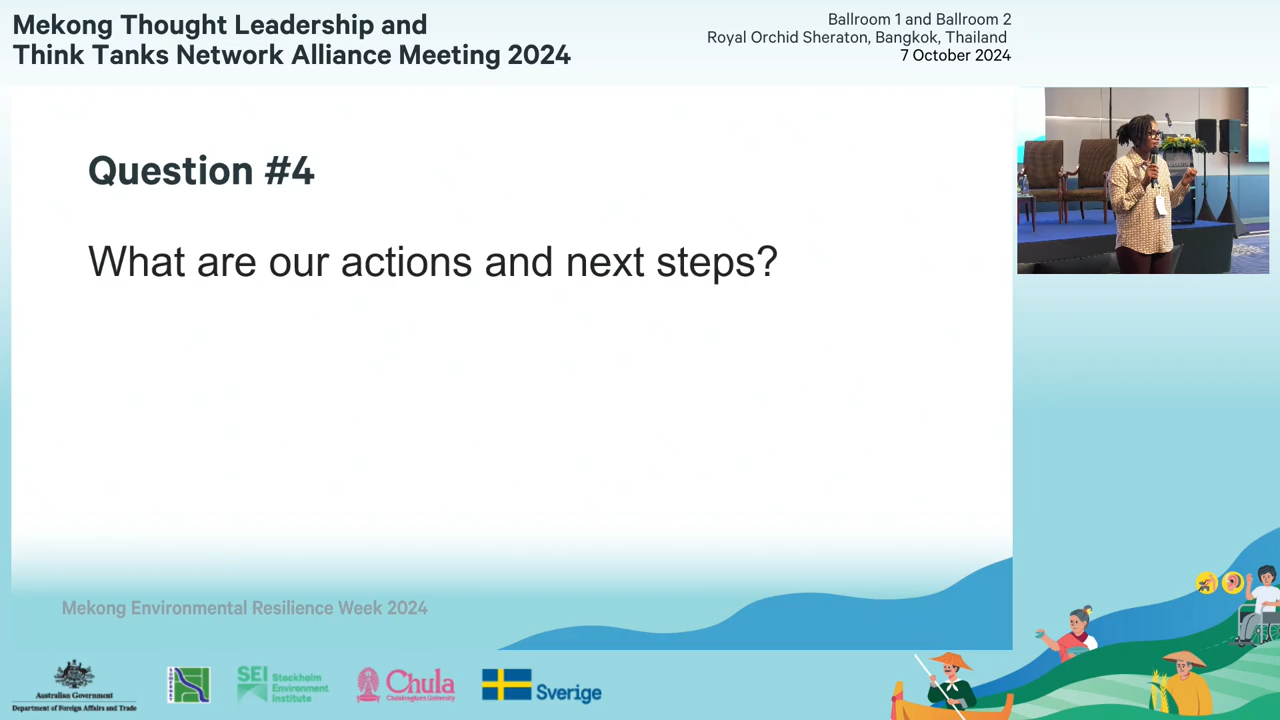 Mekong Thought Leadership and
Think Tanks Network Alliance Meeting 2024
Ballroom 1 and Ballroom 2
Royal Orchid Sheraton, Bangkok, Thailand
7 October 2024
Question #4
What are our actions and next steps?
Mekong Environmental Resilience Week 2024
Australian Government
Department of Foreign Affairs and Trade
SEI Stockholm
Environment
Institute
Chula
Chulalongkorn University
Sverige